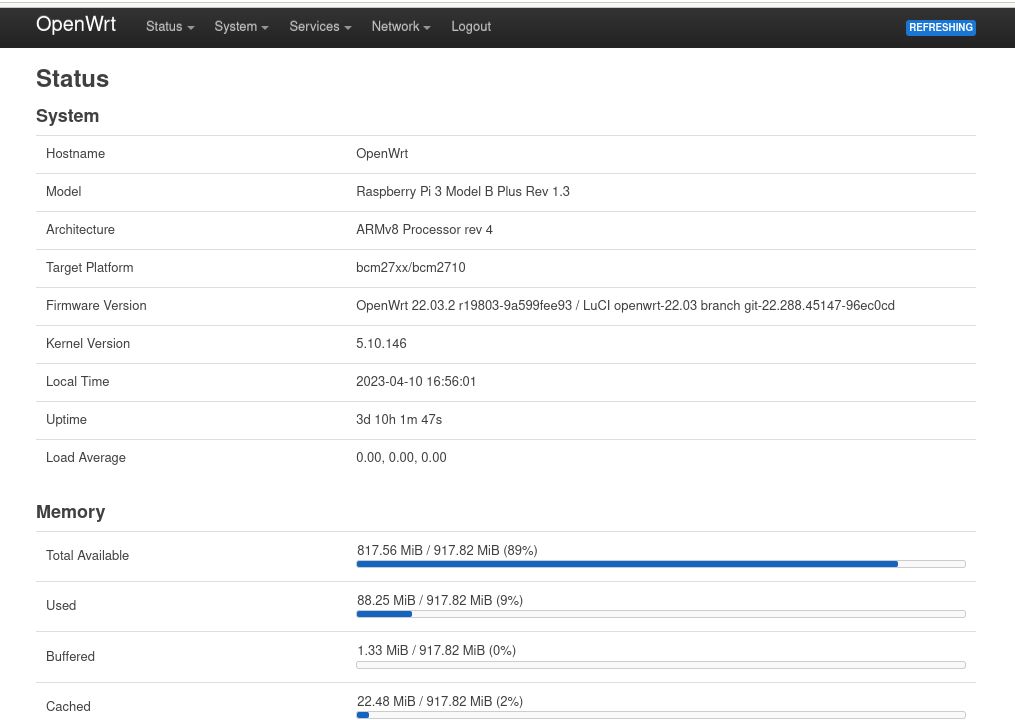 OpenWrt Status System Services Network Logout REFRESHING
Status
System
Hostname OpenWrt
Model Raspberry Pi 3 Model B Plus Rev 1.3
Architecture ARMv8 Processor rev 4
Target Platform bcm27xx/bcm2710
Firmware Version OpenWrt 22.03.2 r19803-9a599fee93 / LuCI openwrt-22.03 branch git-22.288.45147-96ec0cd
Kernel Version 5.10.146
Local Time 2023-04-10 16:56:01
Uptime 3d 10h 1m 47s
Load Average 0.00, 0.00, 0.00
Memory
Total Available 817.56 MiB / 917.82 MiB (89%)
Used 88.25 MiB / 917.82 MiB (9%)
Buffered 1.33 MiB / 917.82 MiB (0%)
Cached 22.48 MiB / 917.82 MiB (2%)